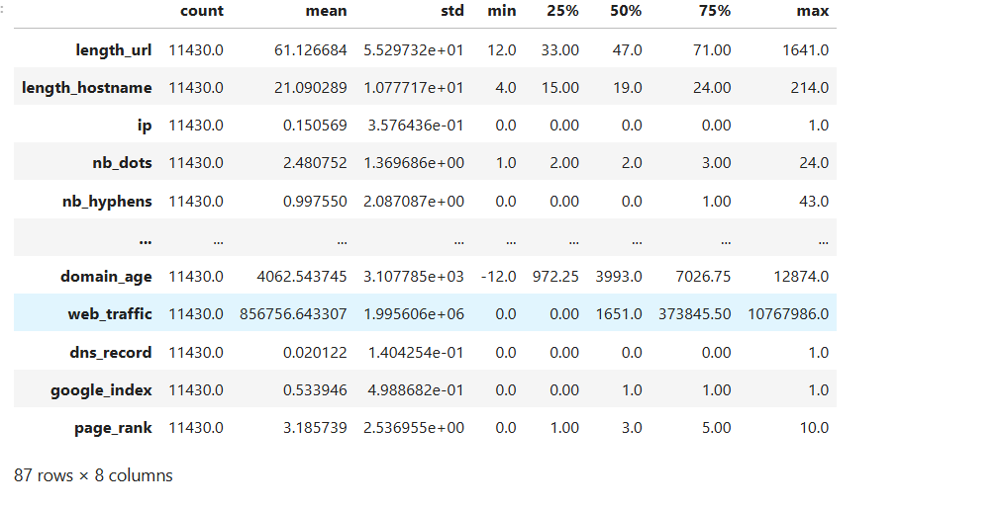 :
count mean std min 25% 50% 75% max
length_url 11430.0 61.126684 5.529732e+01 12.0 33.00 47.0 71.00 1641.0
length_hostname 11430.0 21.090289 1.077717e+01 4.0 15.00 19.0 24.00 214.0
ip 11430.0 0.150569 3.576436e-01 0.0 0.00 0.0 0.00 1.0
nb_dots 11430.0 2.480752 1.369686e+00 1.0 2.00 2.0 3.00 24.0
nb_hyphens 11430.0 0.997550 2.087087e+00 0.0 0.00 0.0 1.00 43.0
... ... ... ... ... ... ... ... ...
domain_age 11430.0 4062.543745 3.107785e+03 -12.0 972.25 3993.0 7026.75 12874.0
web_traffic 11430.0 856756.643307 1.995606e+06 0.0 0.00 1651.0 373845.50 10767986.0
dns_record 11430.0 0.020122 1.404254e-01 0.0 0.00 0.0 0.00 1.0
google_index 11430.0 0.533946 4.988682e-01 0.0 0.00 1.0 1.00 1.0
page_rank 11430.0 3.185739 2.536955e+00 0.0 1.00 3.0 5.00 10.0
87 rows × 8 columns